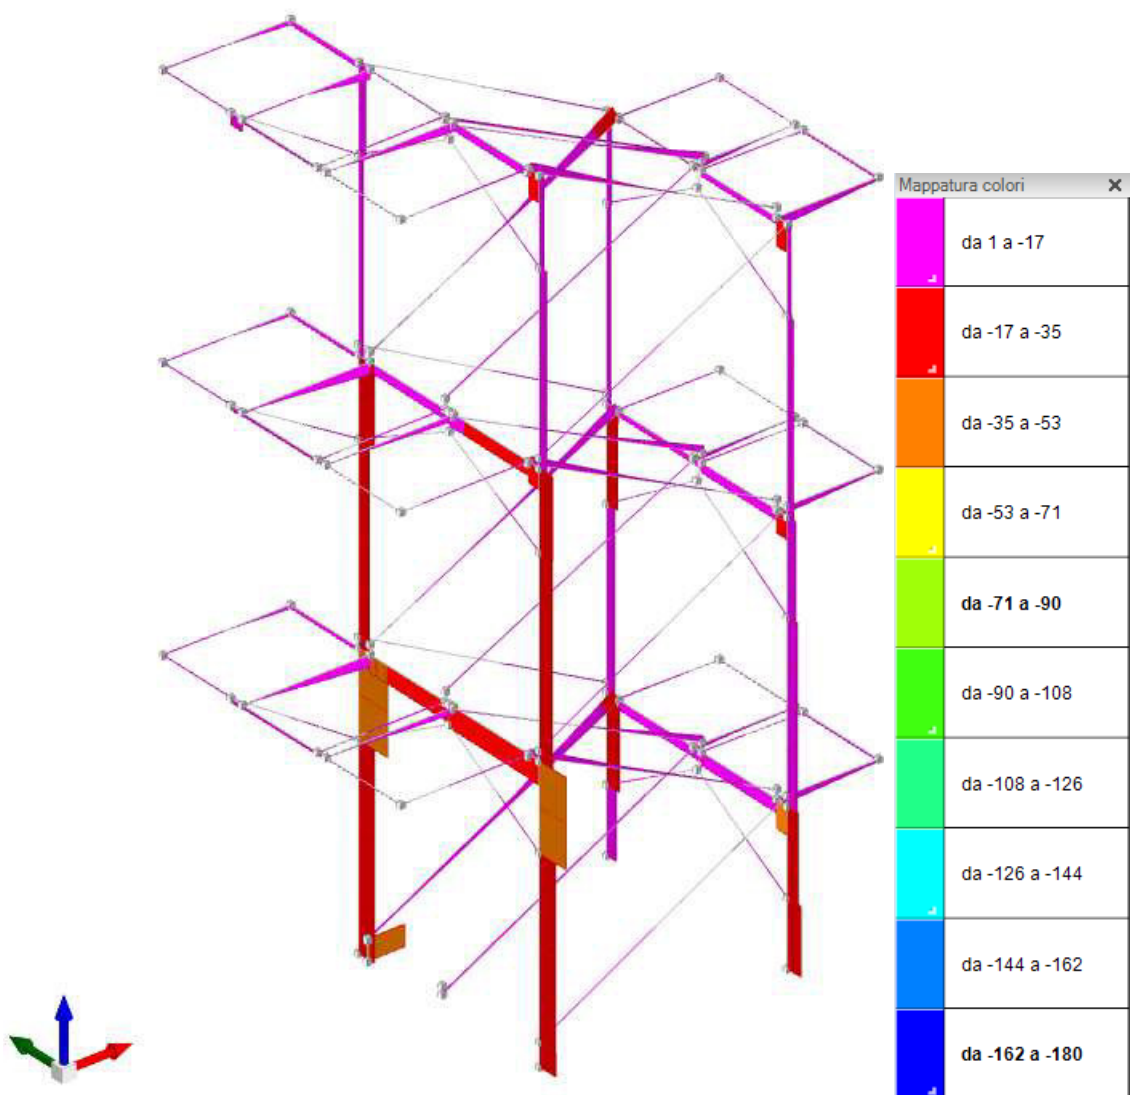 Mappatura colori
da 1 a -17
da -17 a -35
da -35 a -53
da -53 a -71
da -71 a -90
da -90 a -108
da -108 a -126
da -126 a -144
da -144 a -162
da -162 a -180